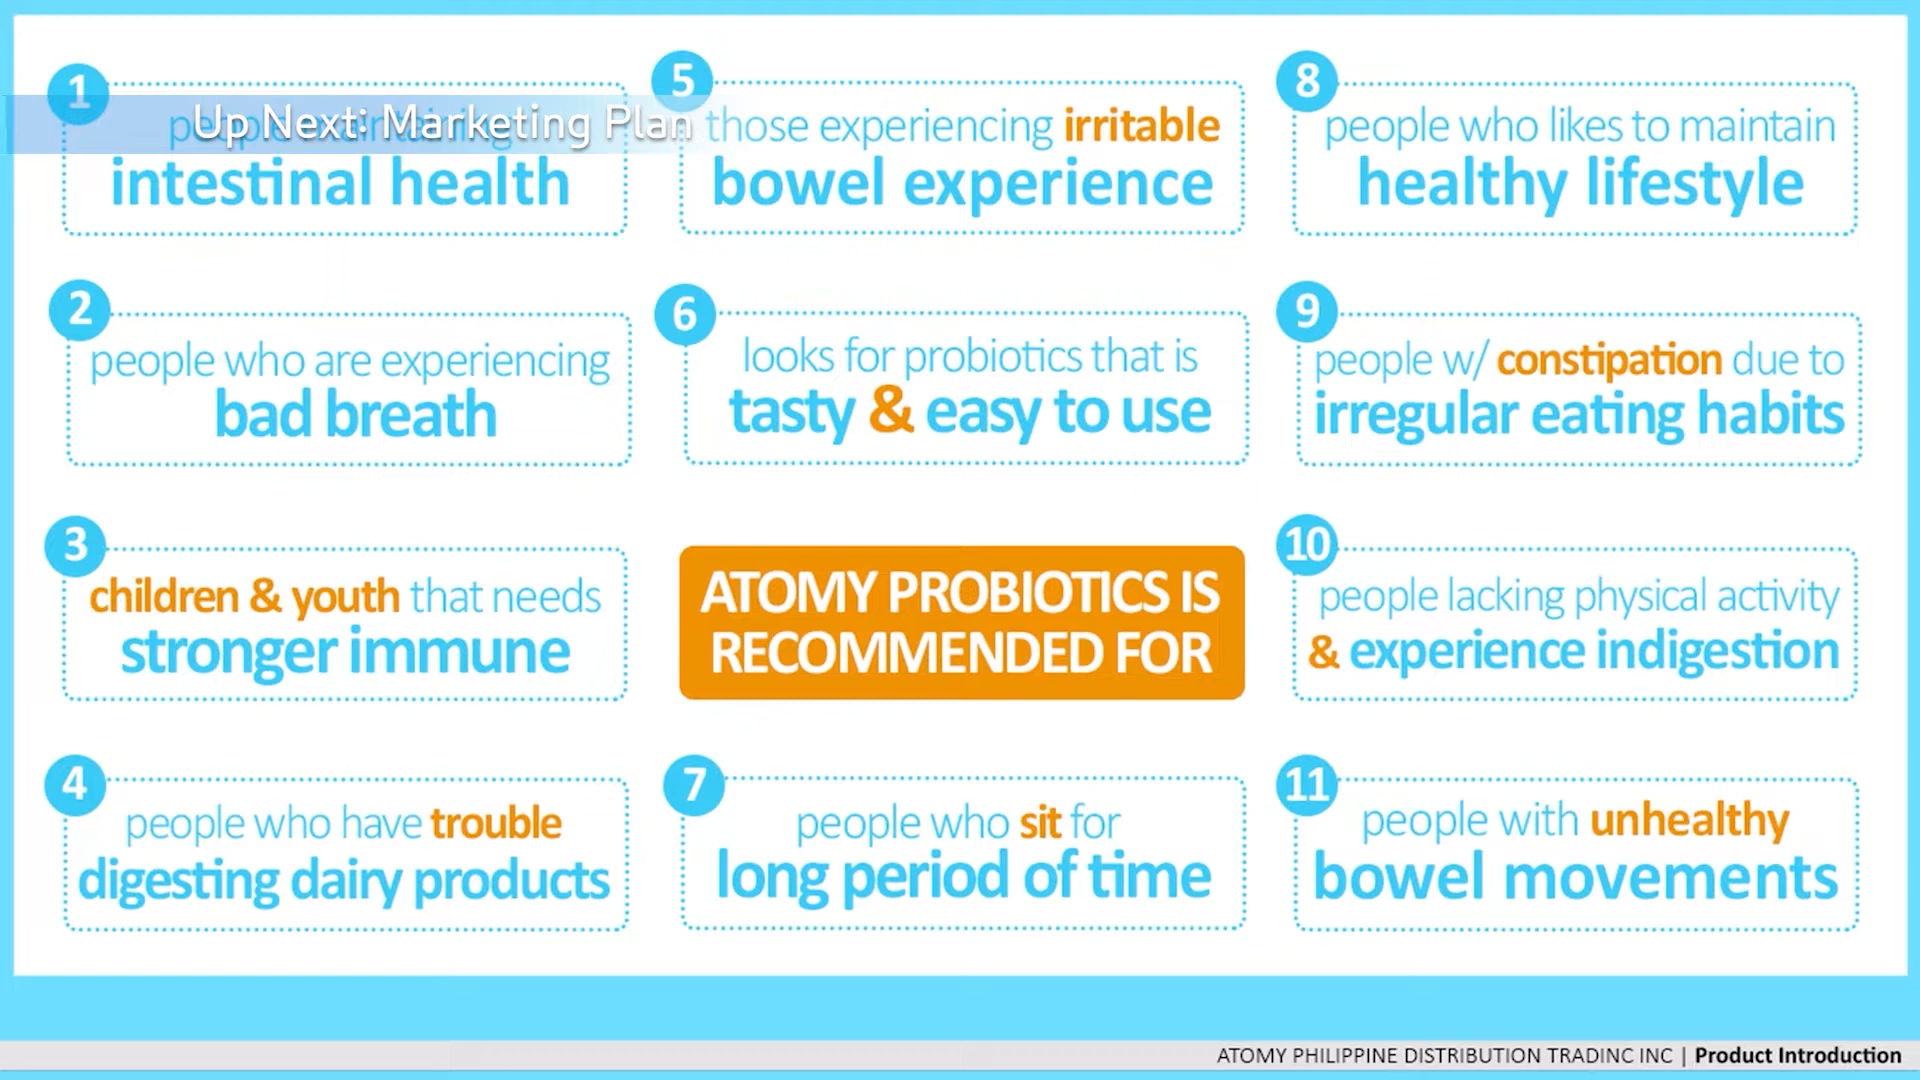 1
Up Next: Marketing Plan
intestinal health
2
people who are experiencing
bad breath
3
children & youth that needs
stronger immune
4
people who have trouble
digesting dairy products
5
those experiencing irritable
bowel experience
6
looks for probiotics that is
tasty & easy to use
ATOMY PROBIOTICS IS
RECOMMENDED FOR
7
people who sit for
long period of time
8
people who likes to maintain
healthy lifestyle
9
people w/ constipation due to
irregular eating habits
10
people lacking physical activity
& experience indigestion
11
people with unhealthy
bowel movements
ATOMY PHILIPPINE DISTRIBUTION TRADINC INC | Product Introduction